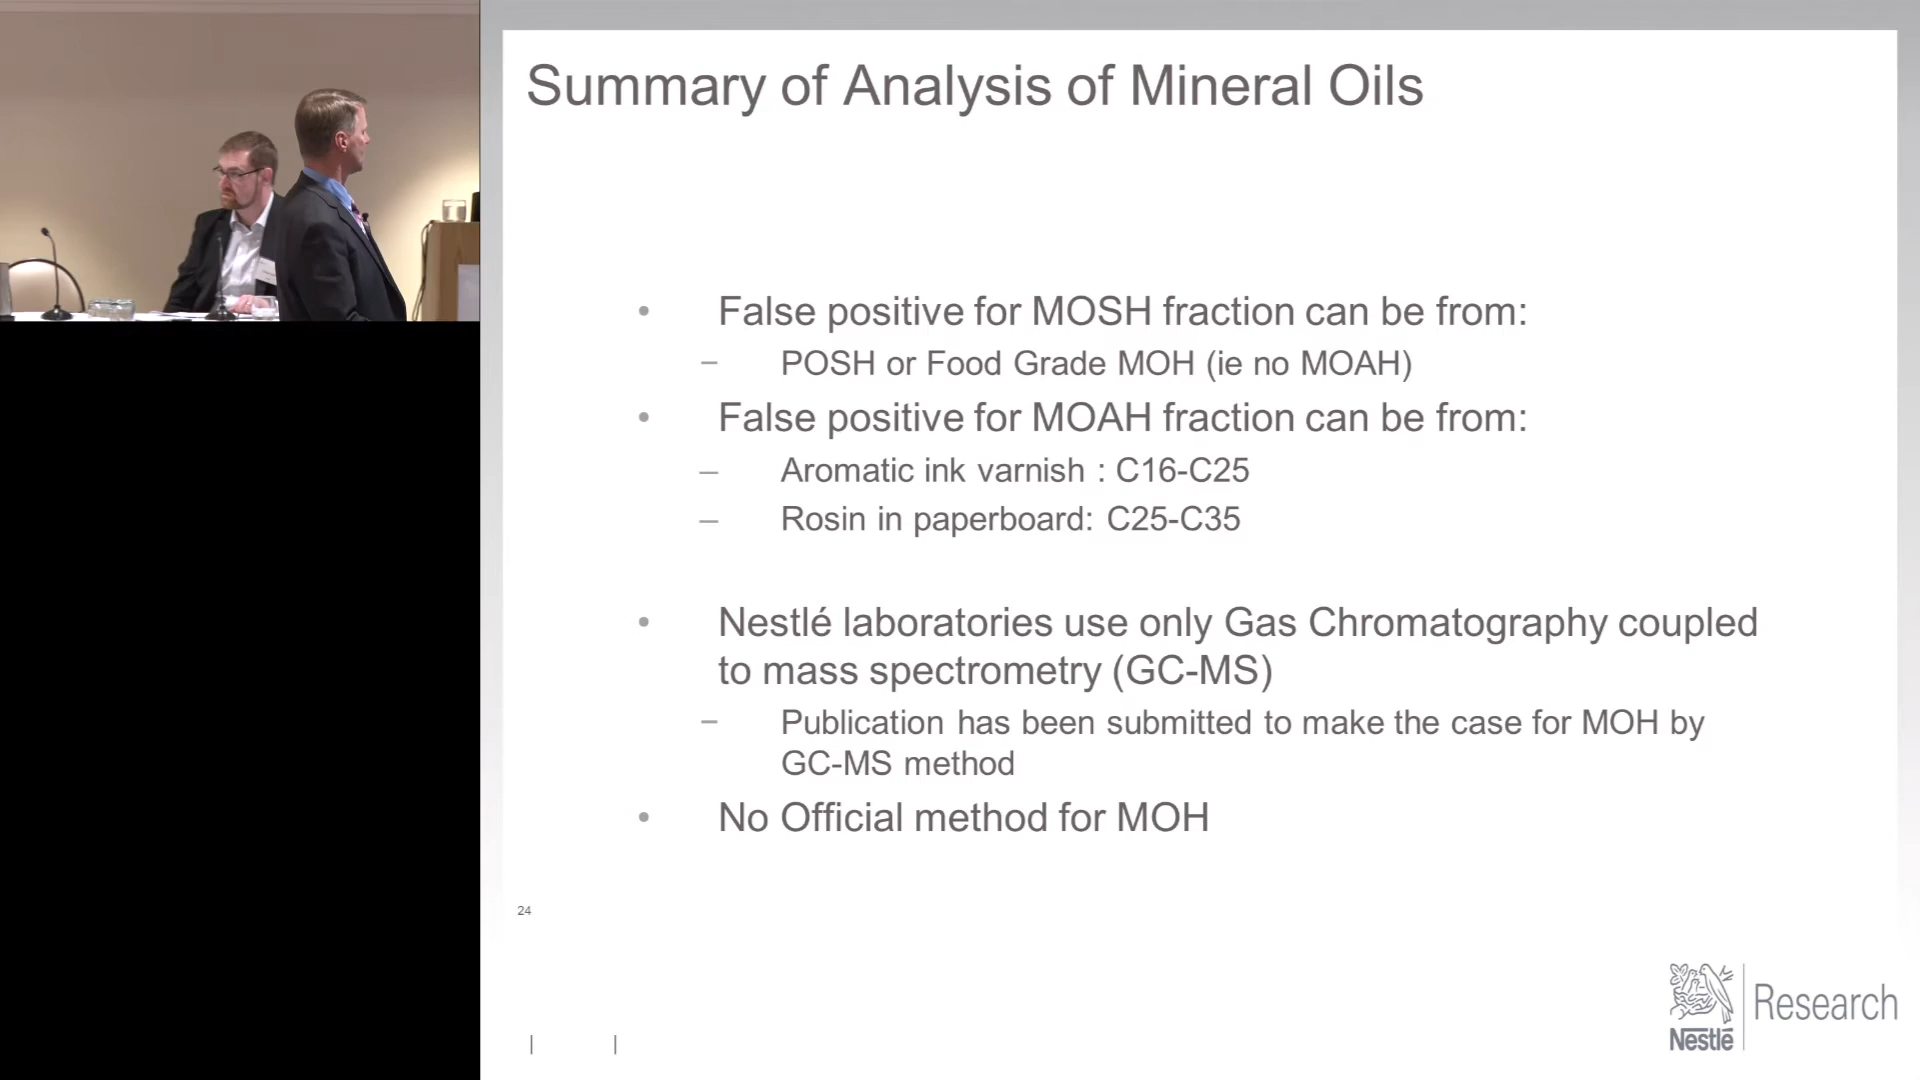 Summary of Analysis of Mineral Oils
• False positive for MOSH fraction can be from:
– POSH or Food Grade MOH (ie no MOAH)
• False positive for MOAH fraction can be from:
– Aromatic ink varnish : C16-C25
– Rosin in paperboard: C25-C35
• Nestlé laboratories use only Gas Chromatography coupled
to mass spectrometry (GC-MS)
– Publication has been submitted to make the case for MOH by
GC-MS method
• No Official method for MOH
24
Nestlé
Research